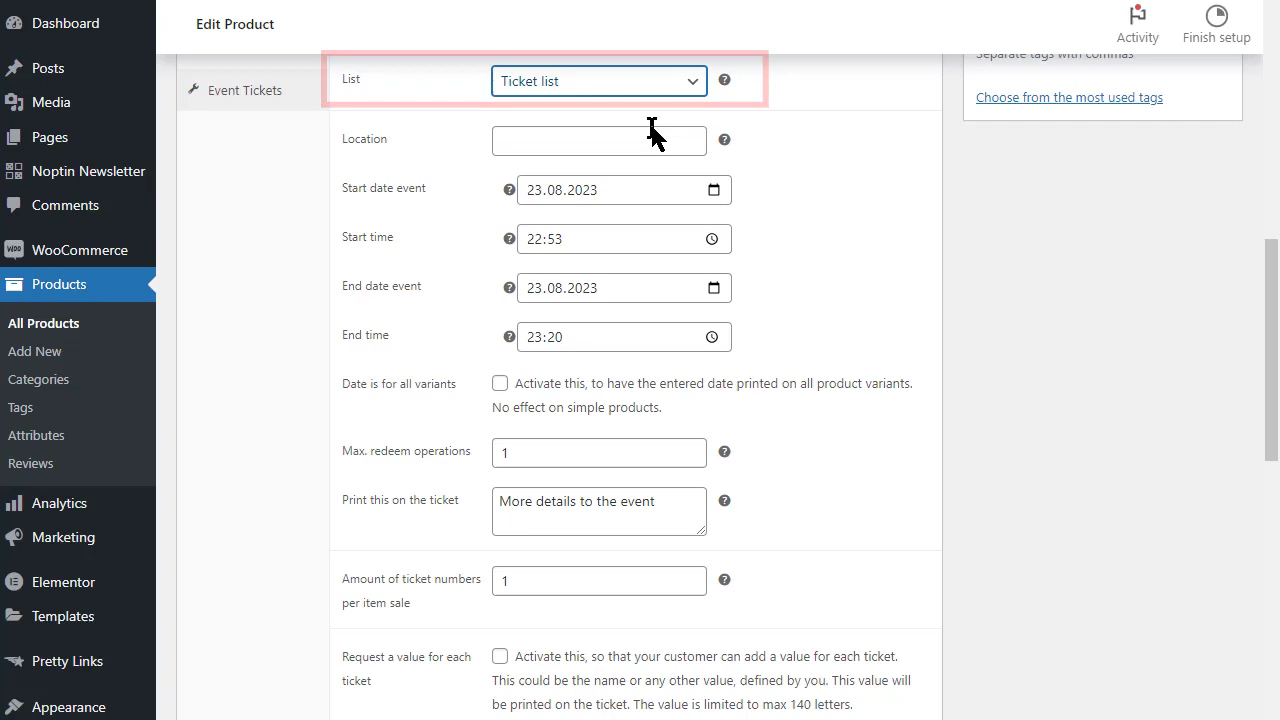 Dashboard
Posts
Media
Pages
Noptin Newsletter
Comments
WooCommerce
Products
All Products
Add New
Categories
Tags
Attributes
Reviews
Analytics
Marketing
Elementor
Templates
Pretty Links
Appearance
Edit Product
Activity
Finish setup
Event Tickets
List
Ticket list
Location
Start date event
23.08.2023
Start time
22:53
End date event
23.08.2023
End time
23:20
Date is for all variants
Activate this, to have the entered date printed on all product variants.
No effect on simple products.
Max. redeem operations
1
Print this on the ticket
More details to the event
Amount of ticket numbers
per item sale
1
Request a value for each
ticket
Activate this, so that your customer can add a value for each ticket.
This could be the name or any other value, defined by you. This value will
be printed on the ticket. The value is limited to max 140 letters.
Separate tags with commas
Choose from the most used tags